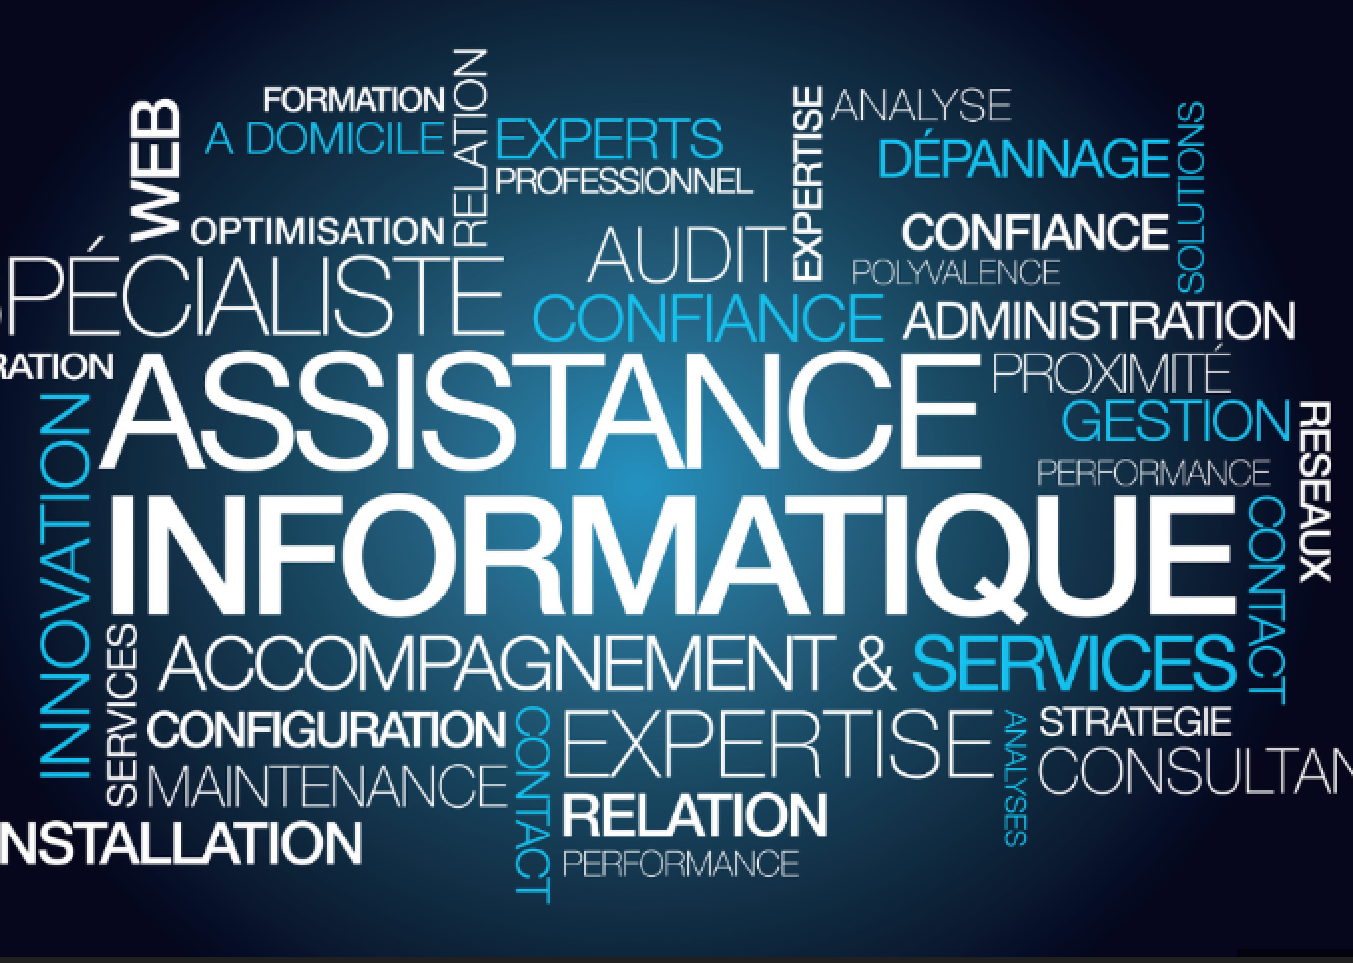 WEB
FORMATION
A DOMICILE
RELATION
EXPERTS
PROFESSIONNEL
EXPERTISE
ANALYSE
DÉPANNAGE
SOLUTIONS
OPTIMISATION
AUDIT
CONFIANCE
POLYVALENCE
PÉCIALISTE
CONFIANCE
ADMINISTRATION
RATION
ASSISTANCE
PROXIMITÉ
GESTION
RESEAUX
PERFORMANCE
INNOVATION
INFORMATIQUE
CONTACT
SERVICES
ACCOMPAGNEMENT & SERVICES
CONFIGURATION
CONTACT
EXPERTISE
ANALYSES
STRATEGIE
MAINTENANCE
CONSULTAN
RELATION
NSTALLATION
PERFORMANCE